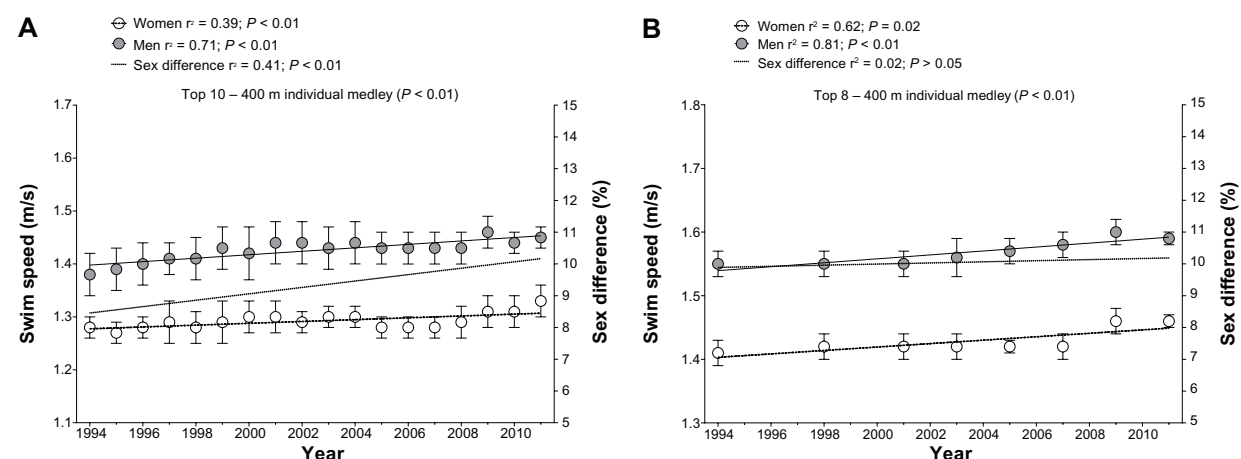 A
Women r² = 0.39; P < 0.01
Men r² = 0.71; P < 0.01
Sex difference r² = 0.41; P < 0.01
Top 10 – 400 m individual medley (P < 0.01)
1.7
1.6
1.5
1.4
1.3
1.2
1.1
Swim speed (m/s)
15
14
13
12
11
10
9
8
7
6
5
Sex difference (%)
1994 1996 1998 2000 2002 2004 2006 2008 2010
Year
B
Women r² = 0.62; P = 0.02
Men r² = 0.81; P < 0.01
Sex difference r² = 0.02; P > 0.05
Top 8 – 400 m individual medley (P < 0.01)
1.8
1.7
1.6
1.5
1.4
1.3
Swim speed (m/s)
15
14
13
12
11
10
9
8
7
6
5
Sex difference (%)
1994 1996 1998 2000 2002 2004 2006 2008 2010
Year